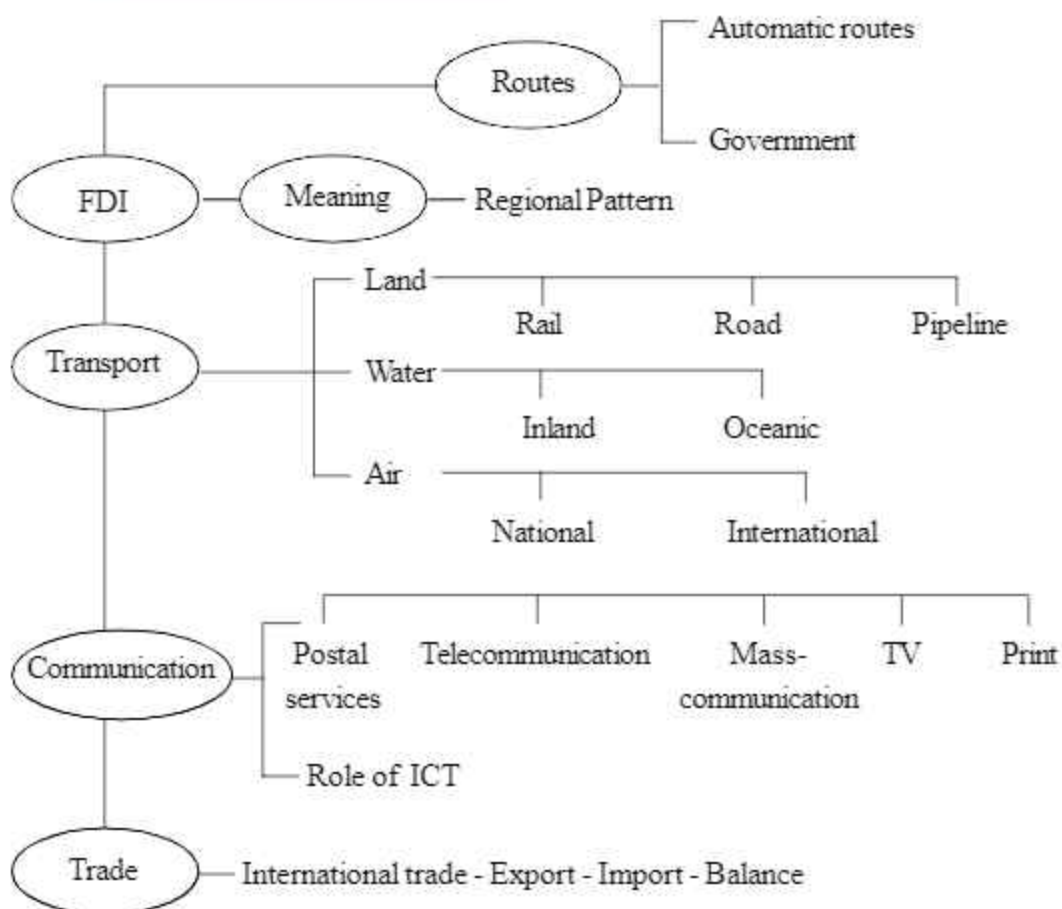 Automatic routes
Routes
Government
FDI
Meaning
Regional Pattern
Land
Rail
Road
Pipeline
Transport
Water
Inland
Oceanic
Air
National
International
Communication
Postal
services
Telecommunication
Mass-
communication
TV
Print
Role of ICT
Trade
International trade - Export - Import - Balance